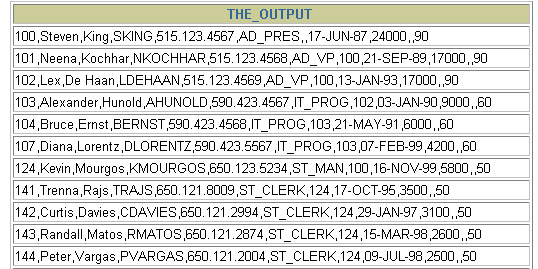 THE_OUTPUT
100,Steven,King,SKING,515.123.4567,AD_PRES,,17-JUN-87,24000,,90
101,Neena,Kochhar,NKOCHHAR,515.123.4568,AD_VP,100,21-SEP-89,17000,,90
102,Lex,De Haan,LDEHAAN,515.123.4569,AD_VP,100,13-JAN-93,17000,,90
103,Alexander,Hunold,AHUNOLD,590.423.4567,IT_PROG,102,03-JAN-90,9000,,60
104,Bruce,Ernst,BERNST,590.423.4568,IT_PROG,103,21-MAY-91,6000,,60
107,Diana,Lorentz,DLORENTZ,590.423.5567,IT_PROG,103,07-FEB-99,4200,,60
124,Kevin,Mourgos,KMOURGOS,650.123.5234,ST_MAN,100,16-NOV-99,5800,,50
141,Trenna,Rajs,TRAJS,650.121.8009,ST_CLERK,124,17-OCT-95,3500,,50
142,Curtis,Davies,CDAVIES,650.121.2994,ST_CLERK,124,29-JAN-97,3100,,50
143,Randall,Matos,RMATOS,650.121.2874,ST_CLERK,124,15-MAR-98,2600,,50
144,Peter,Vargas,PVARGAS,650.121.2004,ST_CLERK,124,09-JUL-98,2500,,50